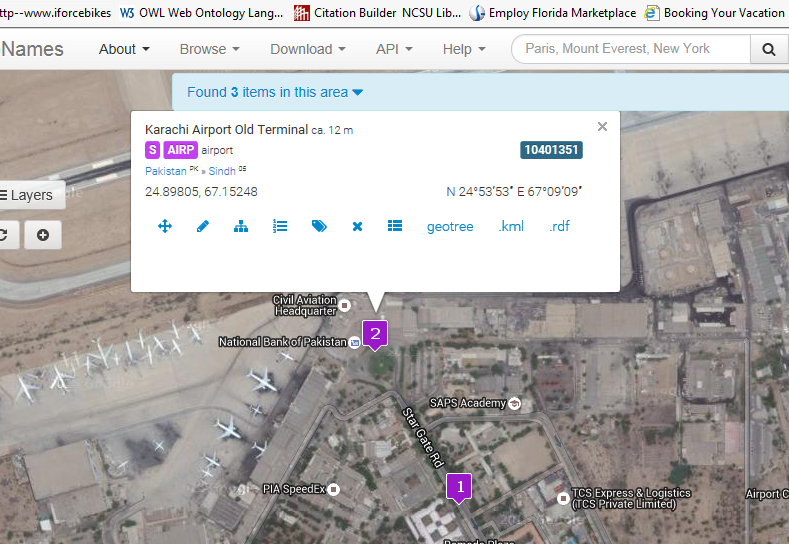 ttp--www.iforcebikes W3 OWL Web Ontology Lang... Citation Builder NCSU Lib... Employ Florida Marketplace Booking Your Vacation
Names About Browse Download API Help Paris, Mount Everest, New York
Found 3 items in this area
Karachi Airport Old Terminal ca. 12 m
S AIRP airport 10401351
Pakistan PK » Sindh 05
24.89805, 67.15248 N 24°53′53″ E 67°09′09″
Layers
geotree .kml .rdf
Civil Aviation
Headquarter
2
National Bank of Pakistan
SAPS Academy
Star Gate Rd
1
PIA SpeedEx
TCS Express & Logistics
(TCS Private Limited)
Airport C